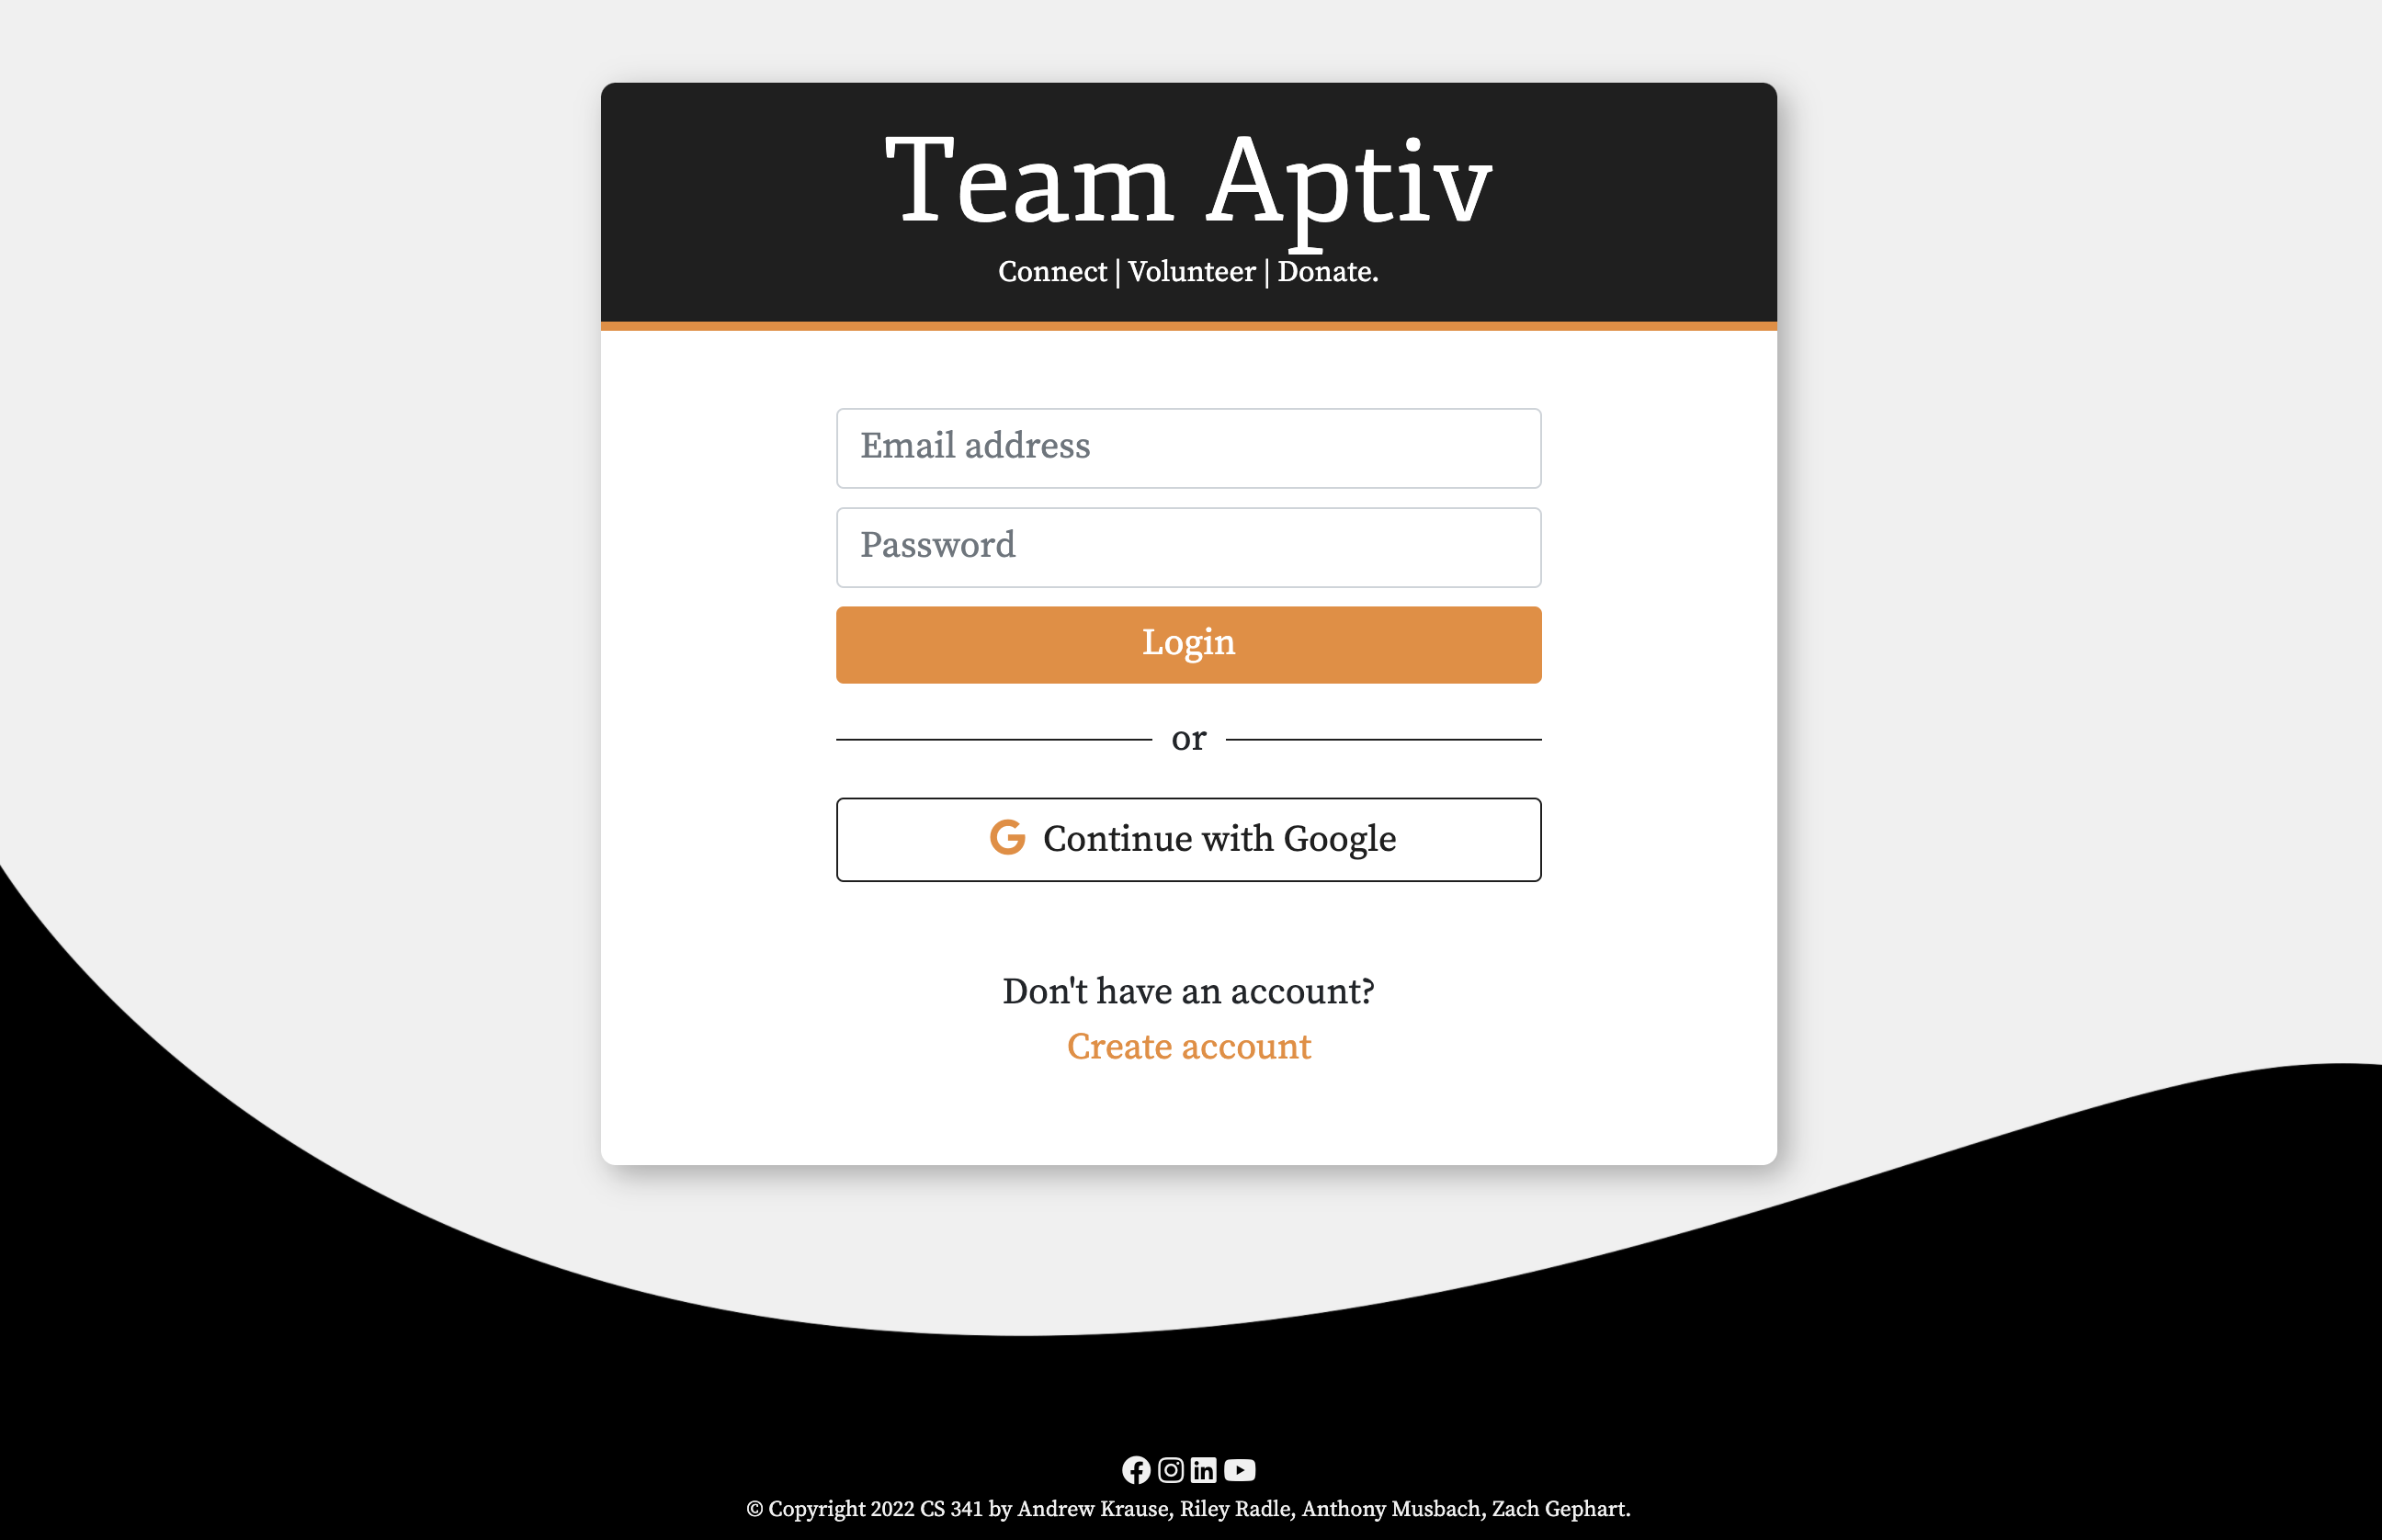 Team Aptiv
Connect | Volunteer | Donate.
Email address
Password
Login
or
Continue with Google
Don't have an account?
Create account
© Copyright 2022 CS 341 by Andrew Krause, Riley Radle, Anthony Musbach, Zach Gephart.